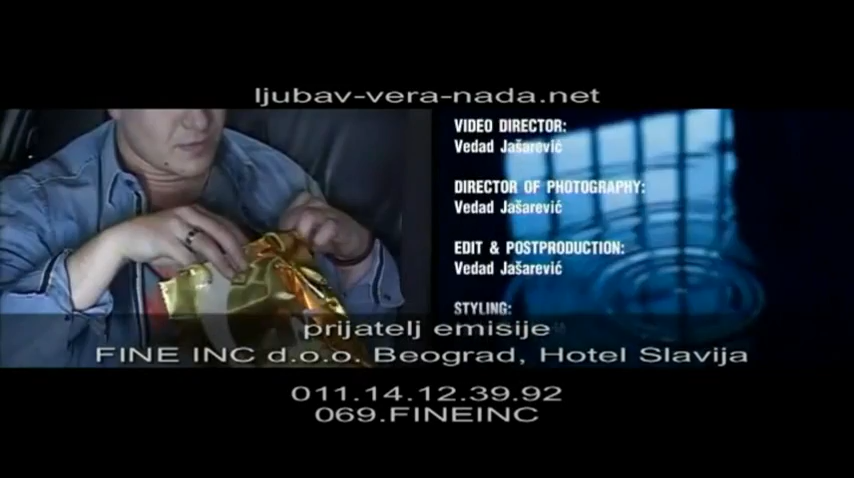 ljubav-vera-nada.net
VIDEO DIRECTOR:
Vedad Jašarević
DIRECTOR OF PHOTOGRAPHY:
Vedad Jašarević
EDIT & POSTPRODUCTION:
Vedad Jašarević
STYLING:
prijatelj emisije
FINE INC d.o.o. Beograd, Hotel Slavija
011.14.12.39.92
069.FINEINC